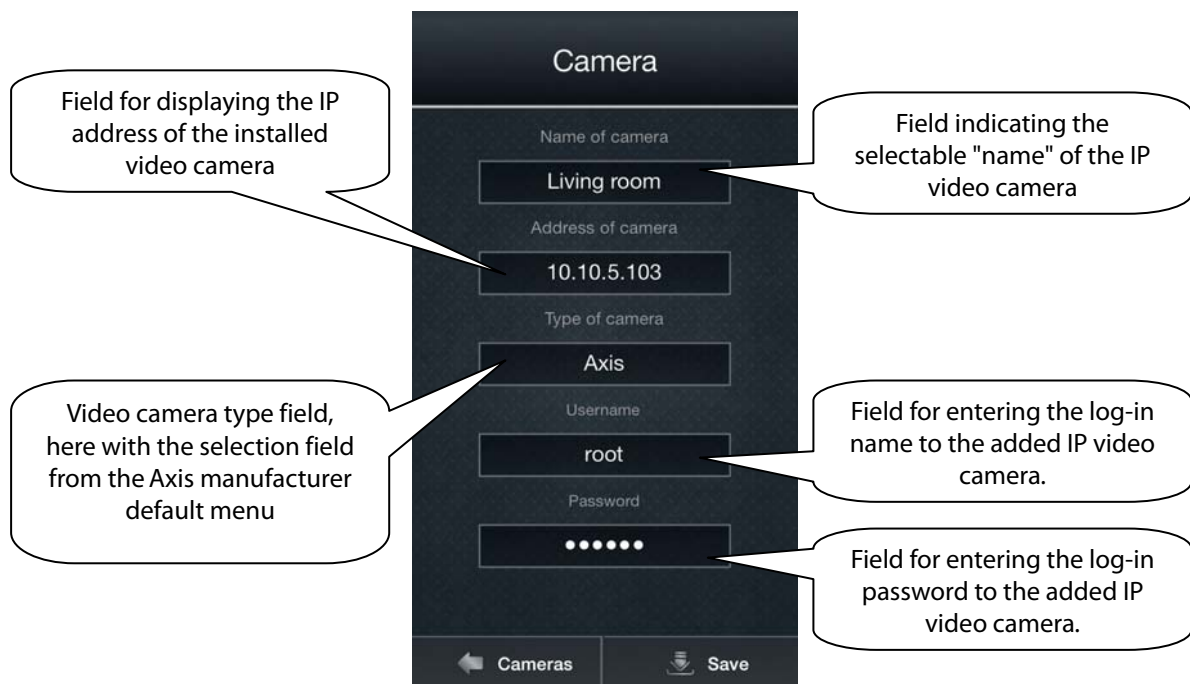 Camera
Field for displaying the IP
address of the installed
video camera
Field indicating the
selectable "name" of the IP
video camera
Name of camera
Living room
Address of camera
10.10.5.103
Type of camera
Axis
Video camera type field,
here with the selection field
from the Axis manufacturer
default menu
Username
root
Field for entering the log-in
name to the added IP video
camera.
Password
••••••
Field for entering the log-in
password to the added IP
video camera.
Cameras
Save